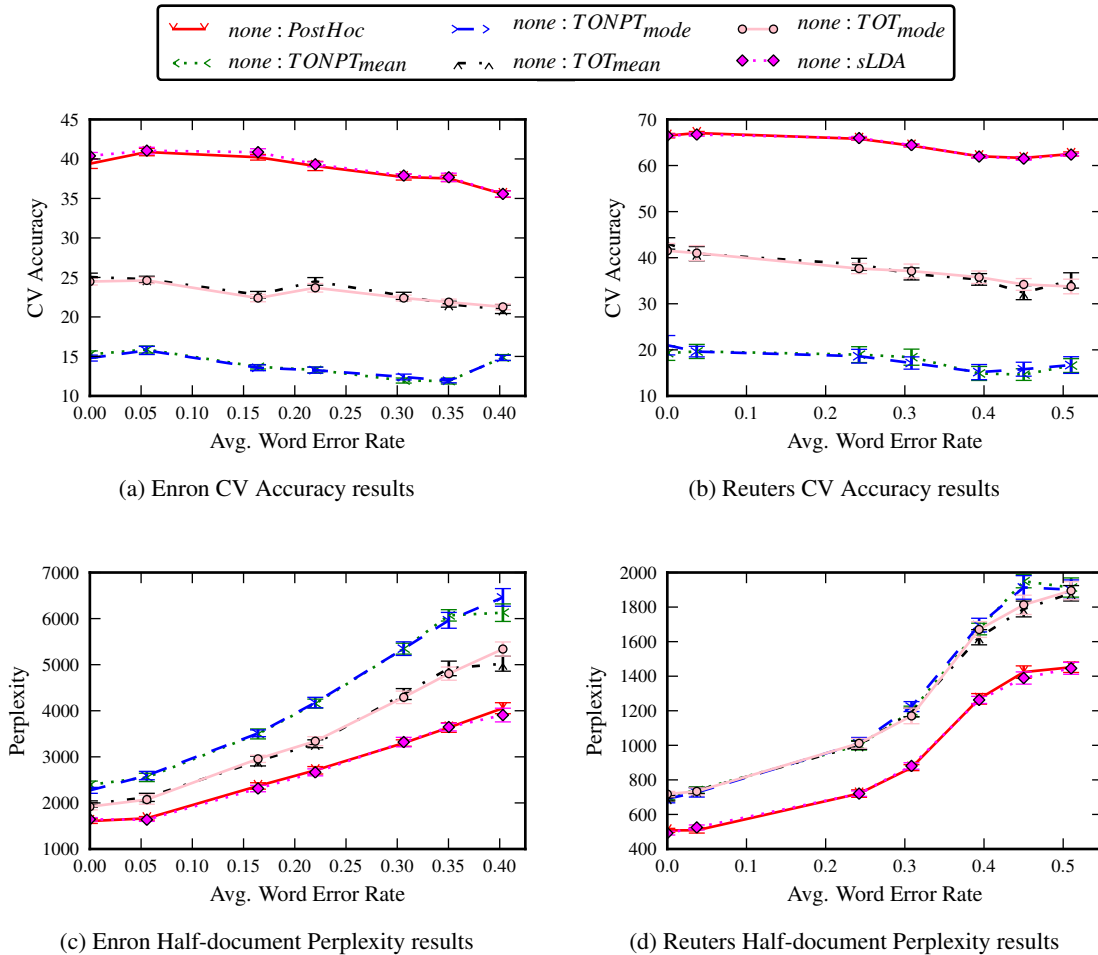 none : PostHoc
none : TONPTmode
none : TOTmode
none : TONPTmean
none : TOTmean
none : sLDA
45
40
35
30
25
20
15
10
CV Accuracy
0.00 0.05 0.10 0.15 0.20 0.25 0.30 0.35 0.40
Avg. Word Error Rate
(a) Enron CV Accuracy results
70
60
50
40
30
20
10
CV Accuracy
0.0 0.1 0.2 0.3 0.4 0.5
Avg. Word Error Rate
(b) Reuters CV Accuracy results
7000
6000
5000
4000
3000
2000
1000
Perplexity
0.00 0.05 0.10 0.15 0.20 0.25 0.30 0.35 0.40
Avg. Word Error Rate
(c) Enron Half-document Perplexity results
2000
1800
1600
1400
1200
1000
800
600
400
Perplexity
0.0 0.1 0.2 0.3 0.4 0.5
Avg. Word Error Rate
(d) Reuters Half-document Perplexity results